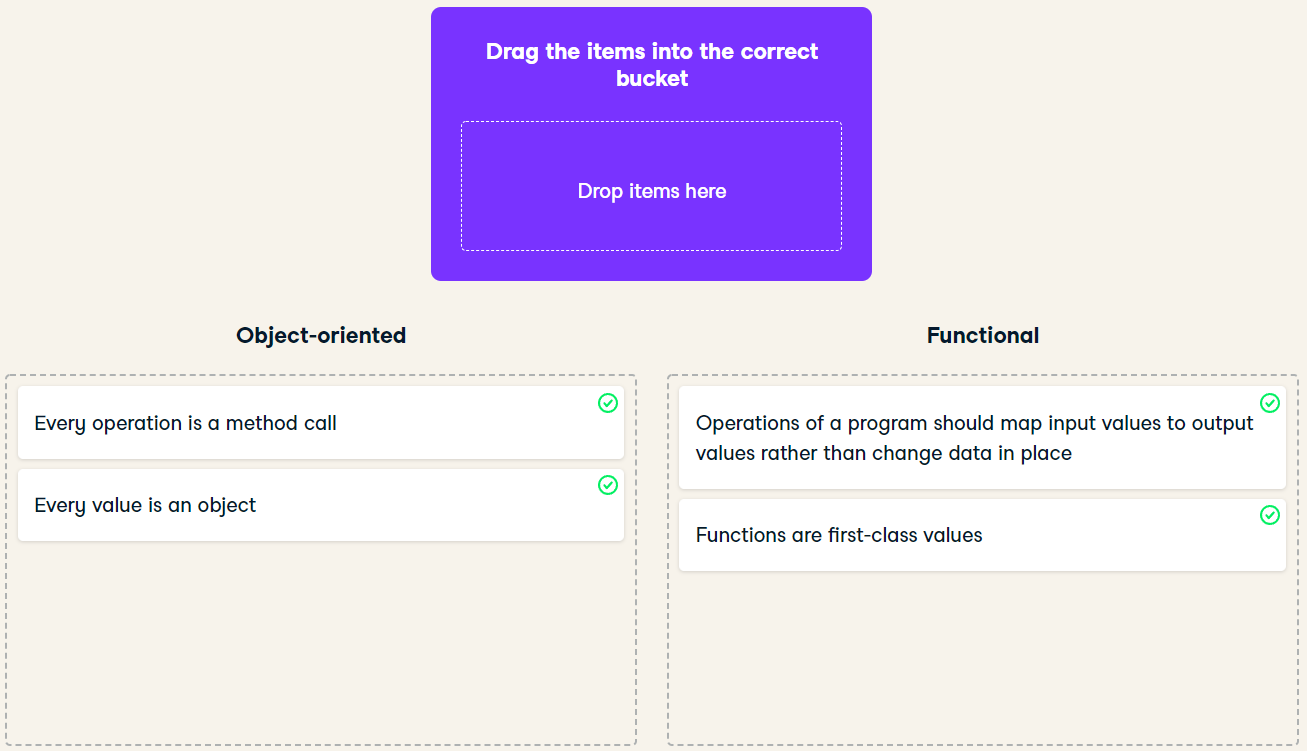 Drag the items into the correct
bucket
Drop items here
Object-oriented
Every operation is a method call
Every value is an object
Functional
Operations of a program should map input values to output
values rather than change data in place
Functions are first-class values